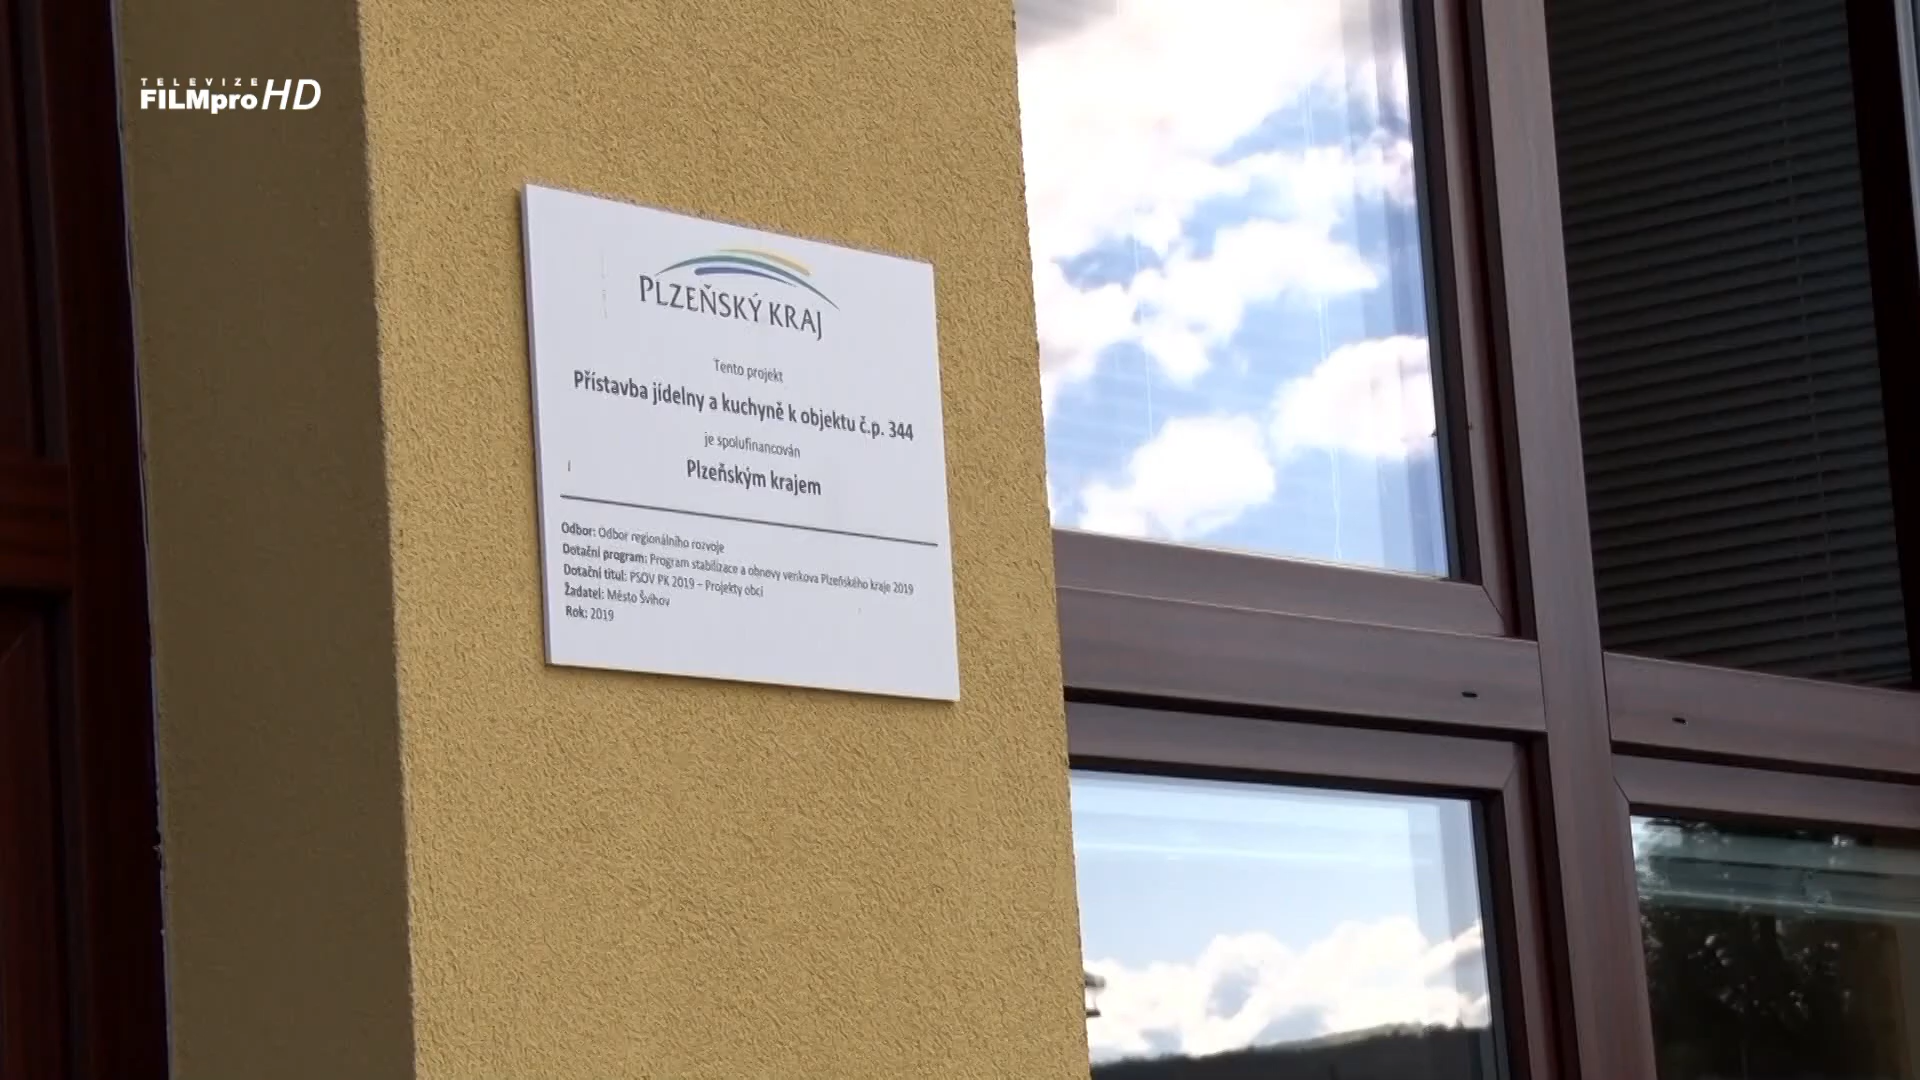 TELEVIZE
FILMpro HD
PLZEŇSKÝ KRAJ
Tento projekt
Přístavba jídelny a kuchyně k objektu č.p. 344
je spolufinancován
Plzeňským krajem
Odbor: Odbor regionálního rozvoje
Dotační program: Program stabilizace a obnovy venkova Plzeňského kraje 2019
Dotační titul: PSOV PK 2019 – Projekty obcí
Žadatel: Město Švihov
Rok: 2019